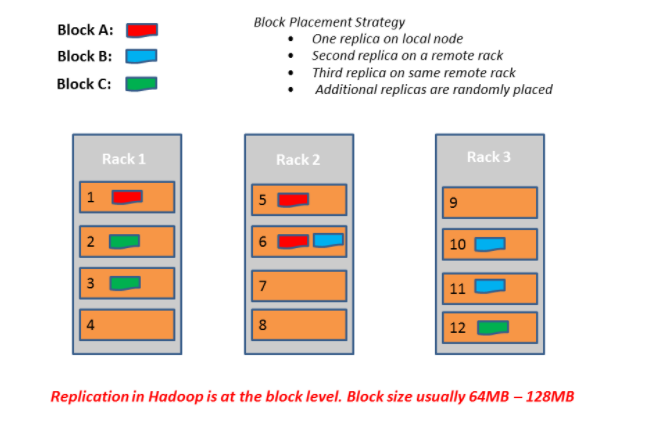 Block A:
Block B:
Block C:
Block Placement Strategy
• One replica on local node
• Second replica on a remote rack
• Third replica on same remote rack
• Additional replicas are randomly placed
Rack 1
1
2
3
4
Rack 2
5
6
7
8
Rack 3
9
10
11
12
Replication in Hadoop is at the block level. Block size usually 64MB – 128MB